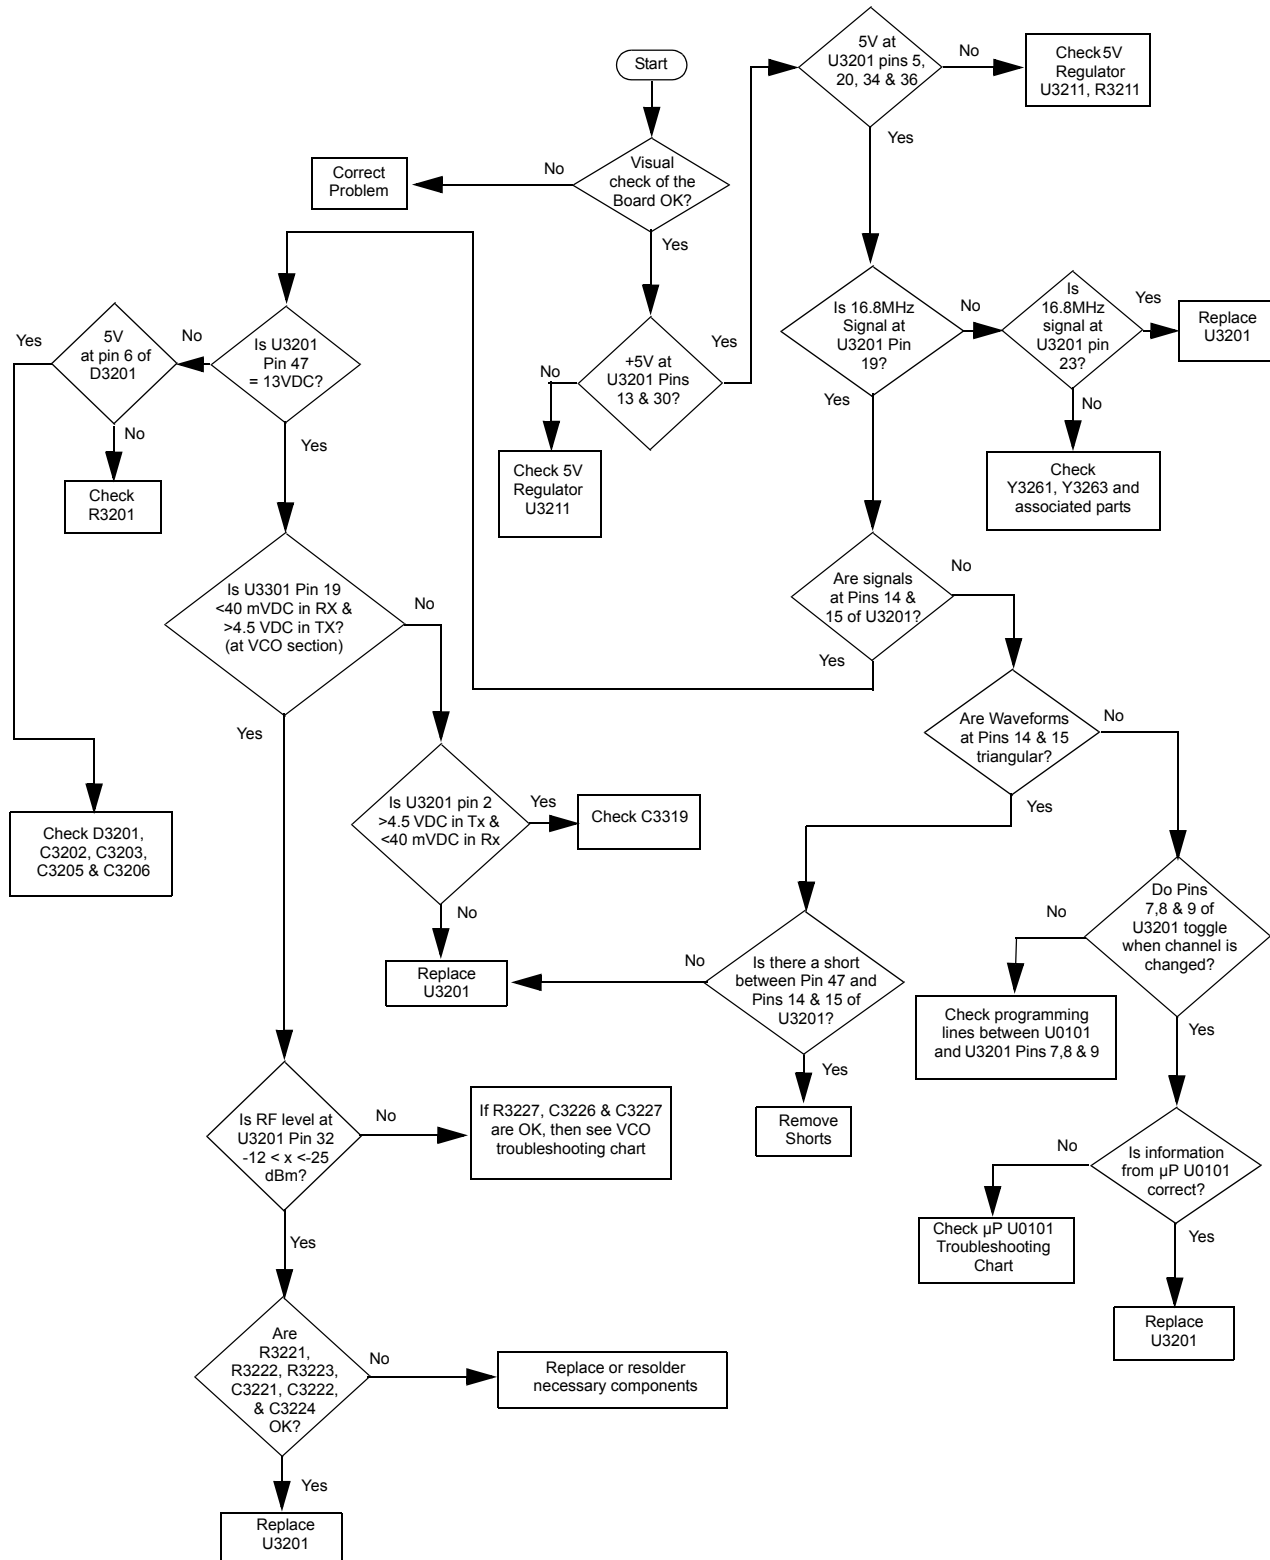 Start
5V
at
U3201 pins 5,
20, 34 & 36
No
Check 5V
Regulator
U3211, R3211
Yes
Visual
check of the
Board OK?
No
Correct
Problem
Yes
+5V at
U3201 Pins
13 & 30?
Yes
No
Check 5V
Regulator
U3211
Is 16.8MHz
Signal at
U3201 Pin
19?
No
Is
16.8MHz
signal at
U3201 pin
23?
Yes
Replace
U3201
No
Check
Y3261, Y3263 and
associated parts
Yes
Are signals
at Pins 14 &
15 of U3201?
No
Yes
Is U3201
Pin 47
= 13VDC?
No
5V
at pin 6 of
D3201
Yes
No
Check
R3201
Yes
Check D3201,
C3202, C3203,
C3205 & C3206
Is U3301 Pin 19
<40 mVDC in RX &
>4.5 VDC in TX?
(at VCO section)
No
Yes
Is U3201 pin 2
>4.5 VDC in Tx &
<40 mVDC in Rx
Yes
Check C3319
No
Replace
U3201
Are Waveforms
at Pins 14 & 15
triangular?
No
Yes
Is there a short
between Pin 47 and
Pins 14 & 15 of
U3201?
No
Yes
Remove
Shorts
Do Pins
7,8 & 9 of
U3201 toggle
when channel is
changed?
No
Check programming
lines between U0101
and U3201 Pins 7,8 & 9
Yes
Is information
from µP U0101
correct?
No
Check µP U0101
Troubleshooting
Chart
Yes
Replace
U3201
Is RF level at
U3201 Pin 32
-12 < x <-25
dBm?
No
If R3227, C3226 & C3227
are OK, then see VCO
troubleshooting chart
Yes
Are
R3221,
R3222, R3223,
C3221, C3222,
& C3224
OK?
No
Replace or resolder
necessary components
Yes
Replace
U3201